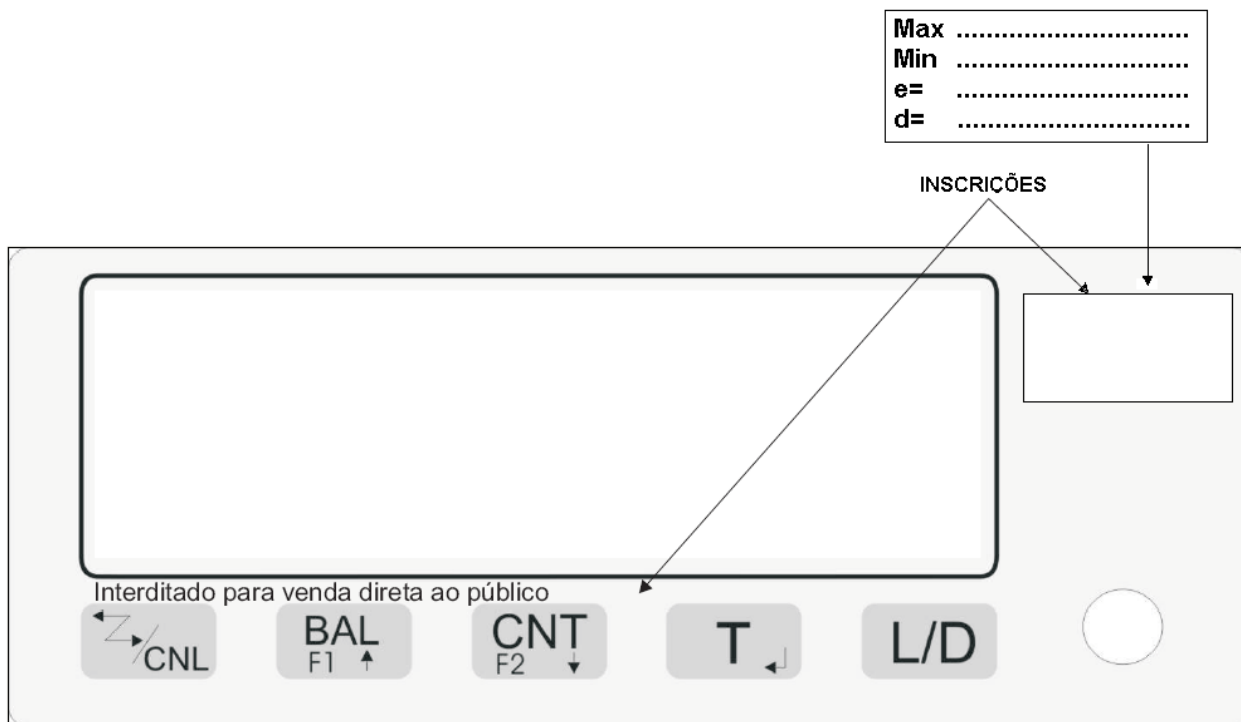 Max ...............................
Min ...............................
e= ...............................
d= ...............................
INSCRIÇÕES
Interditado para venda direta ao público
/CNL
BAL
F1
CNT
F2
T
L/D